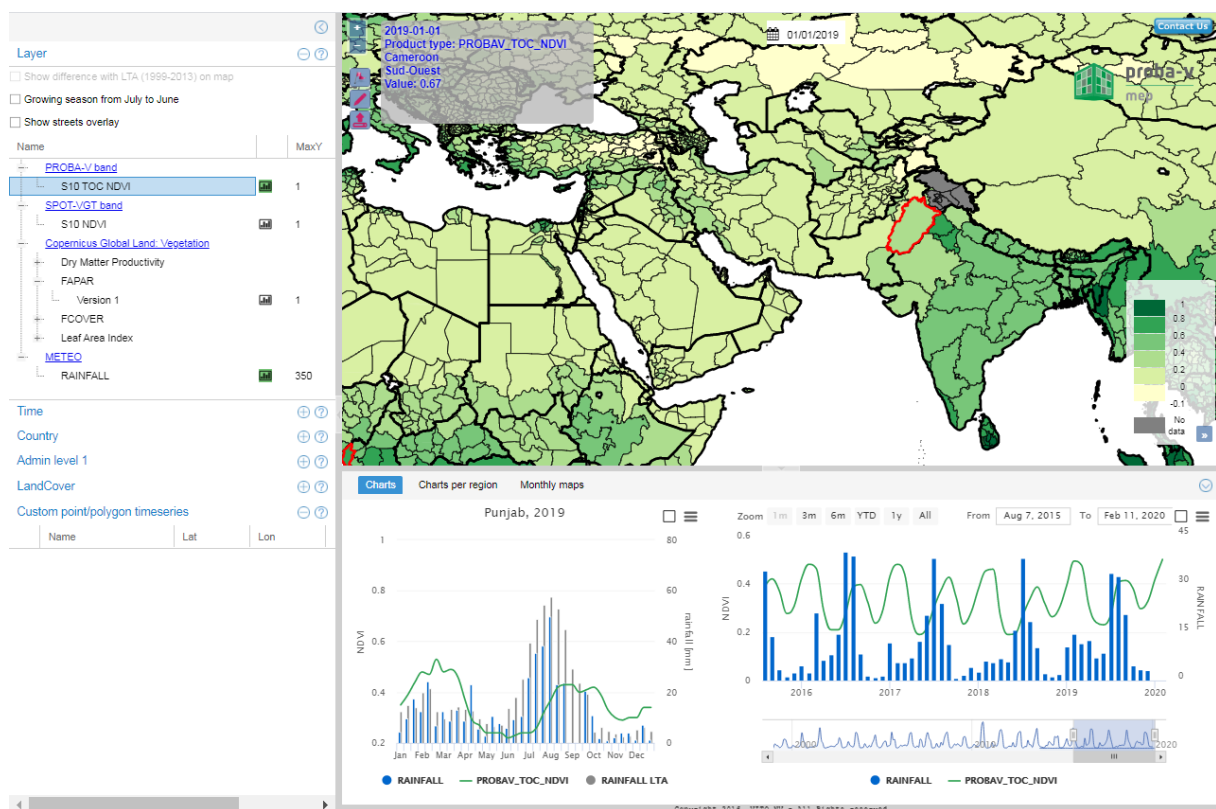 Layer
Show difference with LTA (1999-2013) on map
Growing season from July to June
Show streets overlay
Name MaxY
PROBA-V band
S10 TOC NDVI 1
SPOT-VGT band
S10 NDVI 1
Copernicus Global Land: Vegetation
Dry Matter Productivity
FAPAR
Version 1 1
FCOVER
Leaf Area Index
METEO
RAINFALL 350
Time
Country
Admin level 1
LandCover
Custom point/polygon timeseries
Name Lat Lon
2019-01-01
Product type: PROBAV_TOC_NDVI
Cameroon
Sud-Ouest
Value: 0.67
01/01/2019
Contact Us
proba-v
mep
1
0.8
0.6
0.4
0.2
0
-0.1
No
data
Charts Charts per region Monthly maps
Punjab, 2019
1
0.8
0.6
0.4
0.2
NDVI
80
60
40
20
0
rainfall [mm]
Jan Feb Mar Apr May Jun Jul Aug Sep Oct Nov Dec
RAINFALL PROBAV_TOC_NDVI RAINFALL LTA
Zoom 1m 3m 6m YTD 1y All From Aug 7, 2015 To Feb 11, 2020
0.6
0.4
0.2
0
NDVI
45
30
15
0
RAINFALL
2016 2017 2018 2019 2020
2000 2010 2020
RAINFALL PROBAV_TOC_NDVI